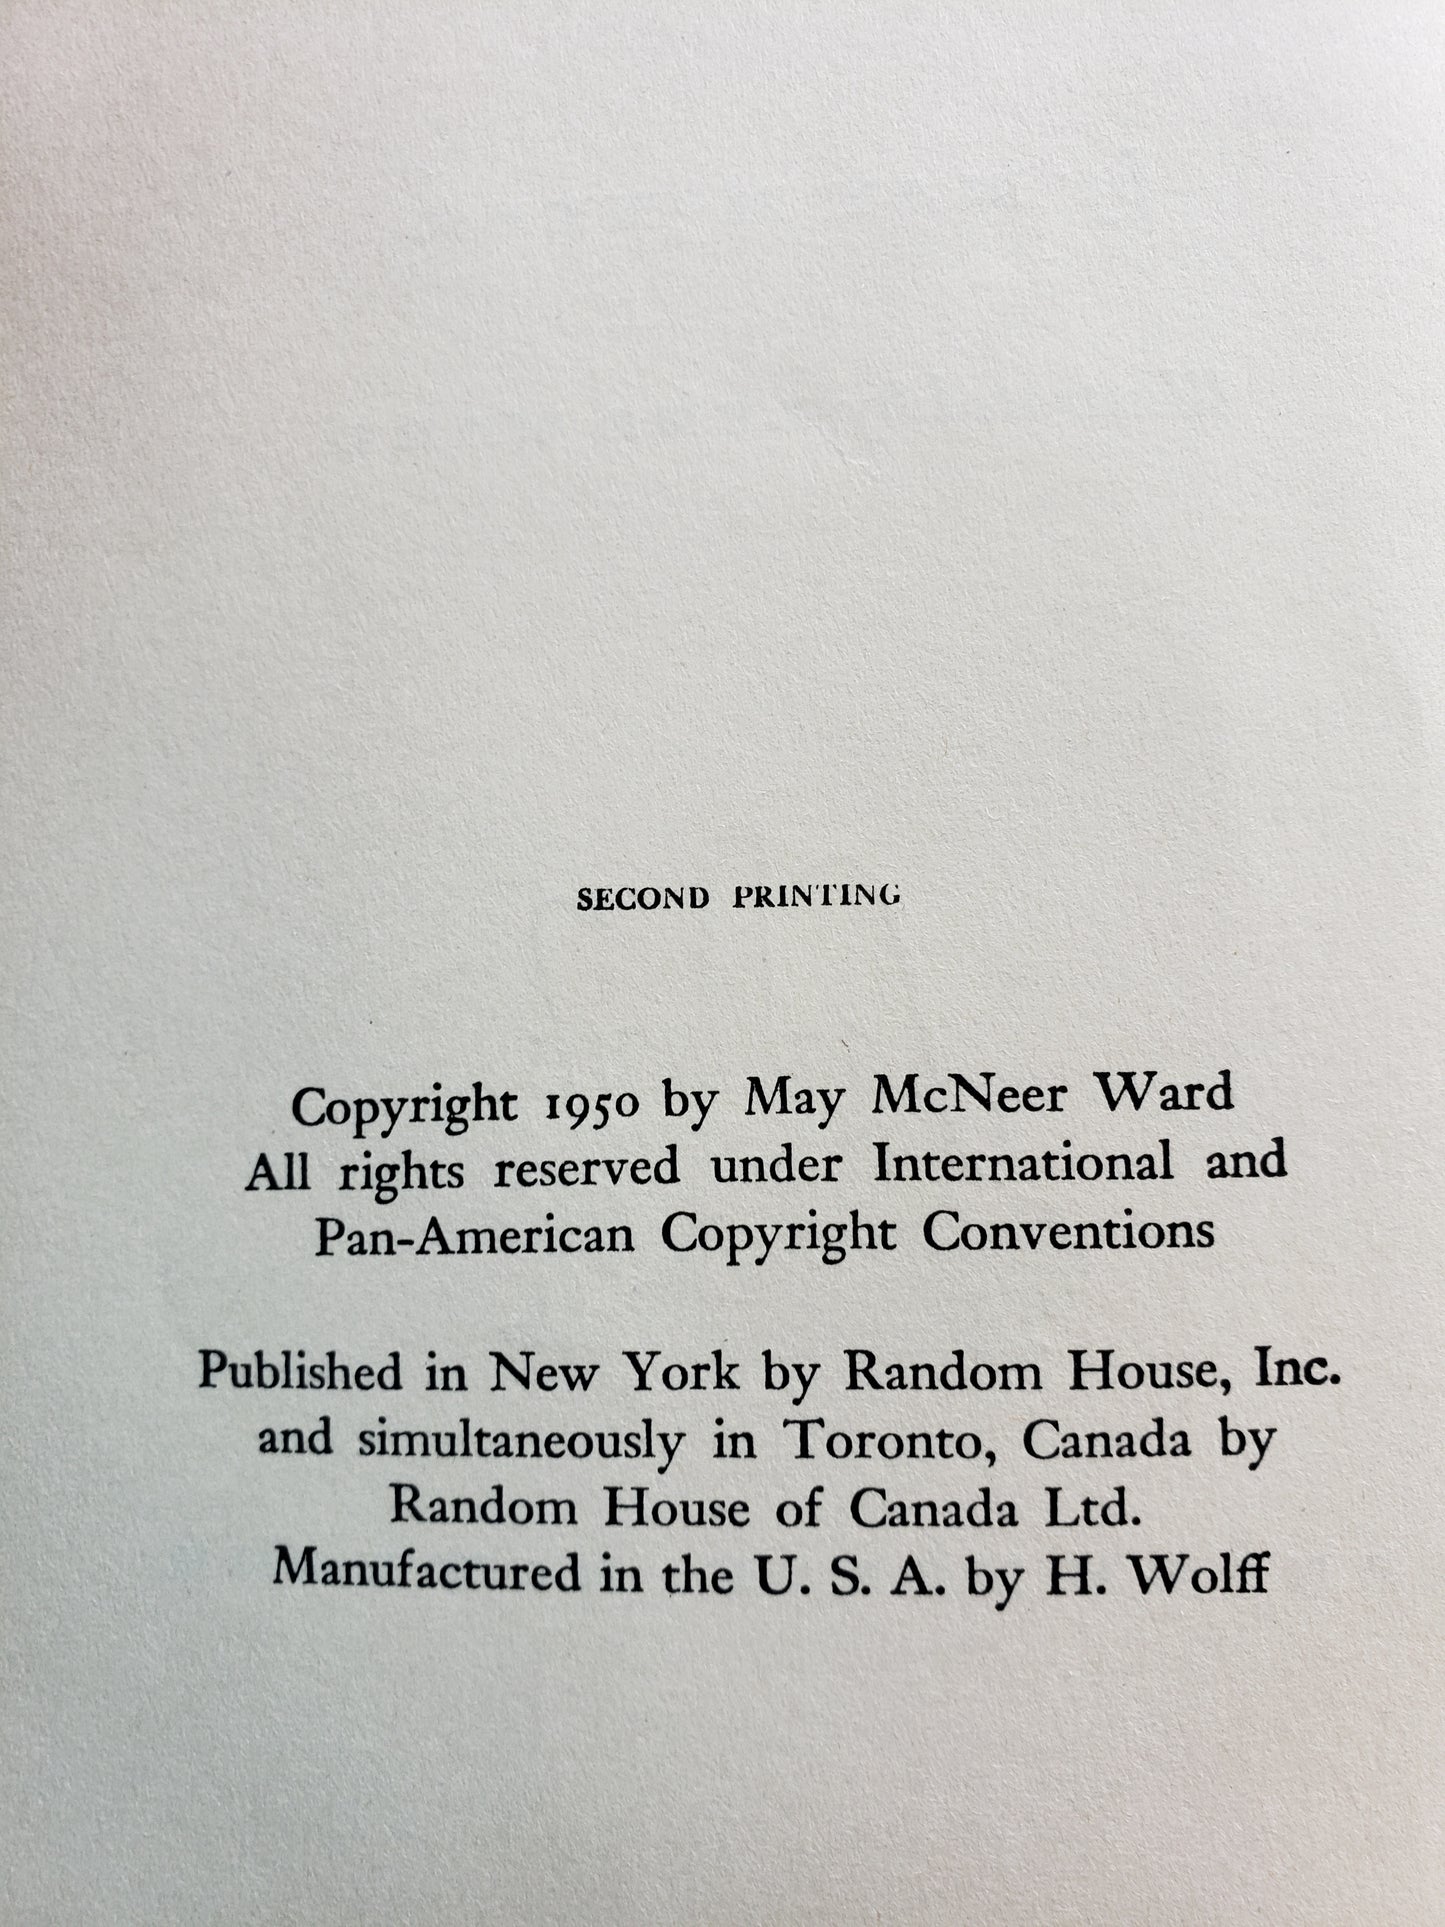 SECOND PRINTING
Copyright 1950 by May McNeer Ward
All rights reserved under International and
Pan-American Copyright Conventions
Published in New York by Random House, Inc.
and simultaneously in Toronto, Canada by
Random House of Canada Ltd.
Manufactured in the U. S. A. by H. Wolff